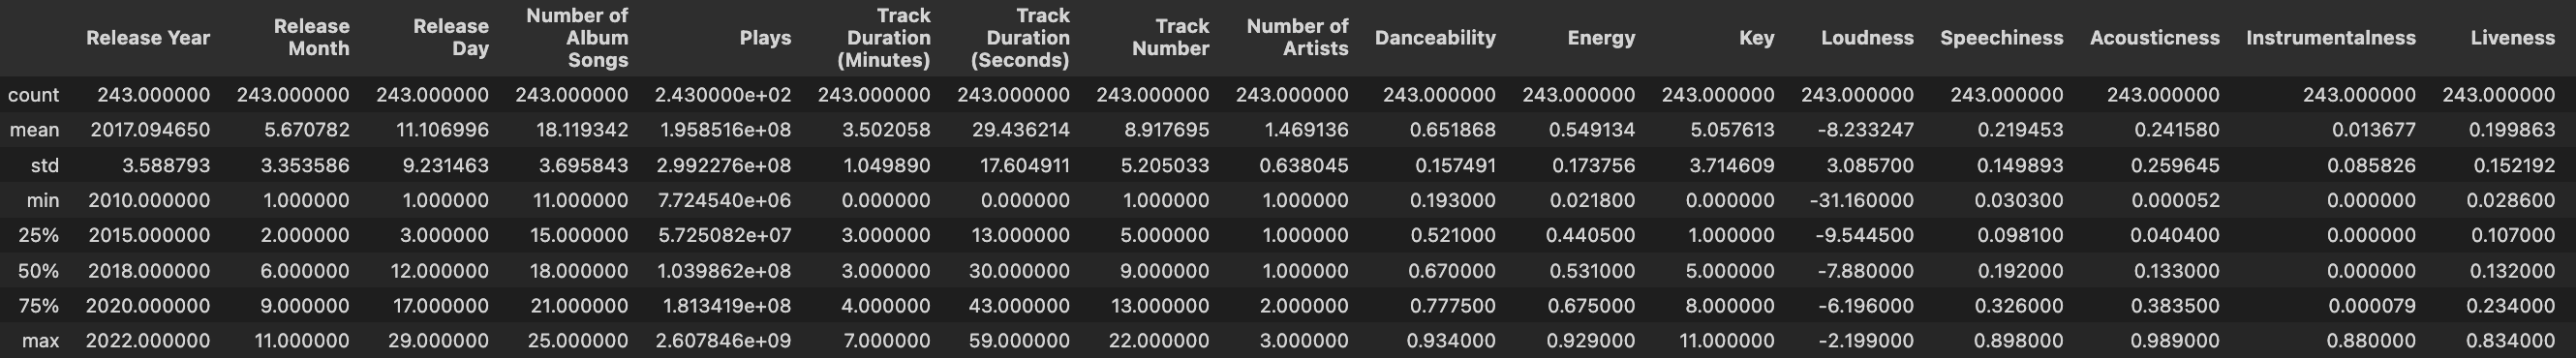 Release Year Release Month Release Day Number of Album Songs Plays Track Duration (Minutes) Track Duration (Seconds) Track Number Number of Artists Danceability Energy Key Loudness Speechiness Acousticness Instrumentalness Liveness
count 243.000000 243.000000 243.000000 243.000000 2.430000e+02 243.000000 243.000000 243.000000 243.000000 243.000000 243.000000 243.000000 243.000000 243.000000 243.000000 243.000000 243.000000
mean 2017.094650 5.670782 11.106996 18.119342 1.958516e+08 3.502058 29.436214 8.917695 1.469136 0.651868 0.549134 5.057613 -8.233247 0.219453 0.241580 0.013677 0.199863
std 3.588793 3.353586 9.231463 3.695843 2.992276e+08 1.049890 17.604911 5.205033 0.638045 0.157491 0.173756 3.714609 3.085700 0.149893 0.259645 0.085826 0.152192
min 2010.000000 1.000000 1.000000 11.000000 7.724540e+06 0.000000 0.000000 1.000000 1.000000 0.193000 0.021800 0.000000 -31.160000 0.030300 0.000052 0.000000 0.028600
25% 2015.000000 2.000000 3.000000 15.000000 5.725082e+07 3.000000 13.000000 5.000000 1.000000 0.521000 0.440500 1.000000 -9.544500 0.098100 0.040400 0.000000 0.107000
50% 2018.000000 6.000000 12.000000 18.000000 1.039862e+08 3.000000 30.000000 9.000000 1.000000 0.670000 0.531000 5.000000 -7.880000 0.192000 0.133000 0.000000 0.132000
75% 2020.000000 9.000000 17.000000 21.000000 1.813419e+08 4.000000 43.000000 13.000000 2.000000 0.777500 0.675000 8.000000 -6.196000 0.326000 0.383500 0.000079 0.234000
max 2022.000000 11.000000 29.000000 25.000000 2.607846e+09 7.000000 59.000000 22.000000 3.000000 0.934000 0.929000 11.000000 -2.199000 0.898000 0.989000 0.880000 0.834000